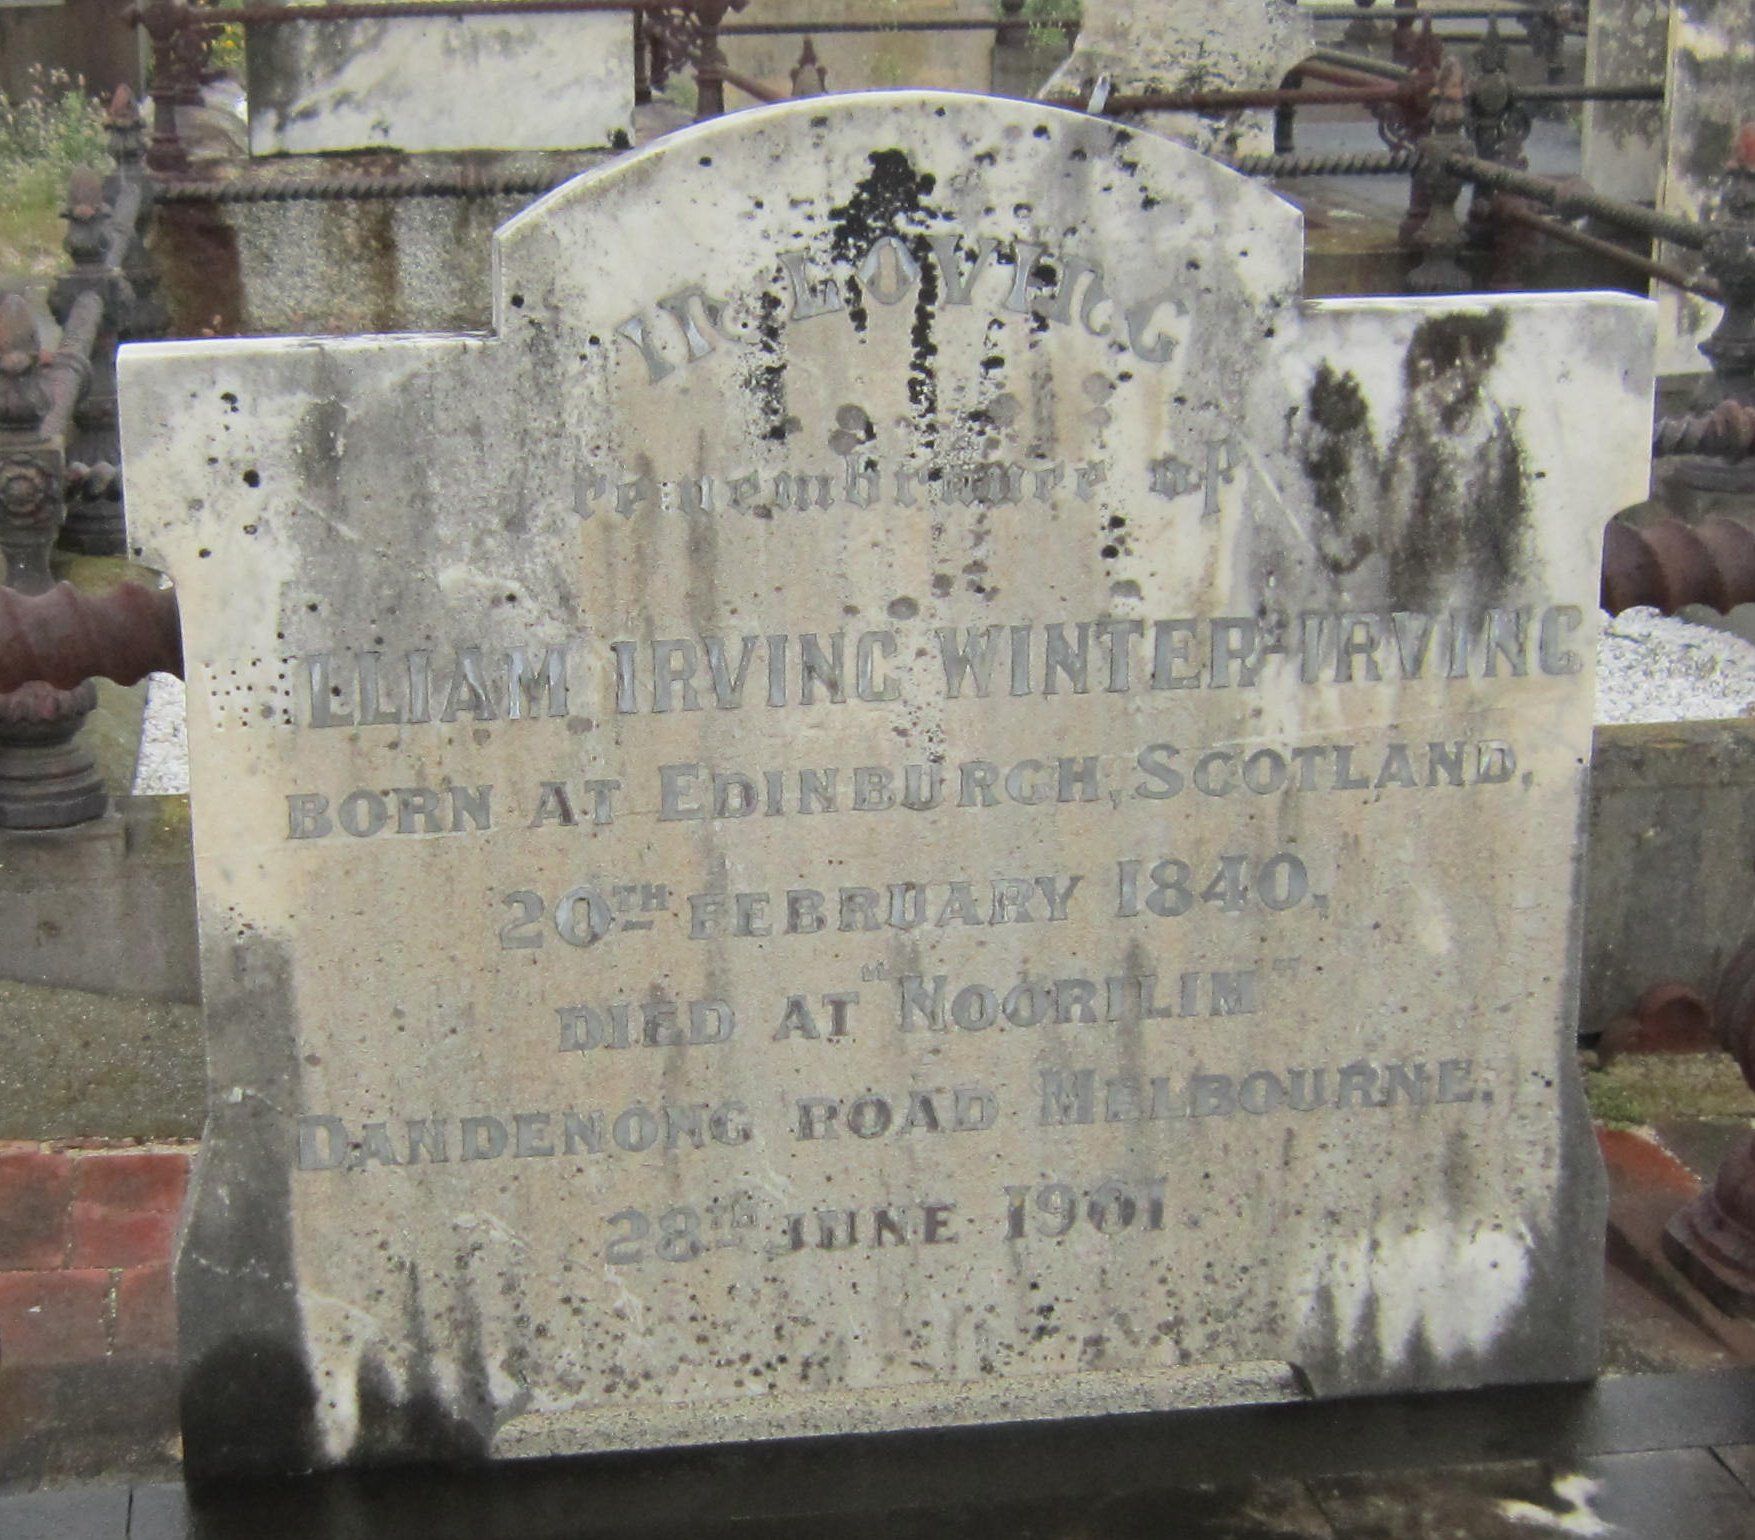 IN LOVING
remembrance of
LLIAM IRVING WINTER-IRVING
BORN AT EDINBURGH, SCOTLAND,
20TH FEBRUARY 1840,
DIED AT "NOORILIM"
DANDENONG ROAD MELBOURNE,
28TH JUNE 1901.